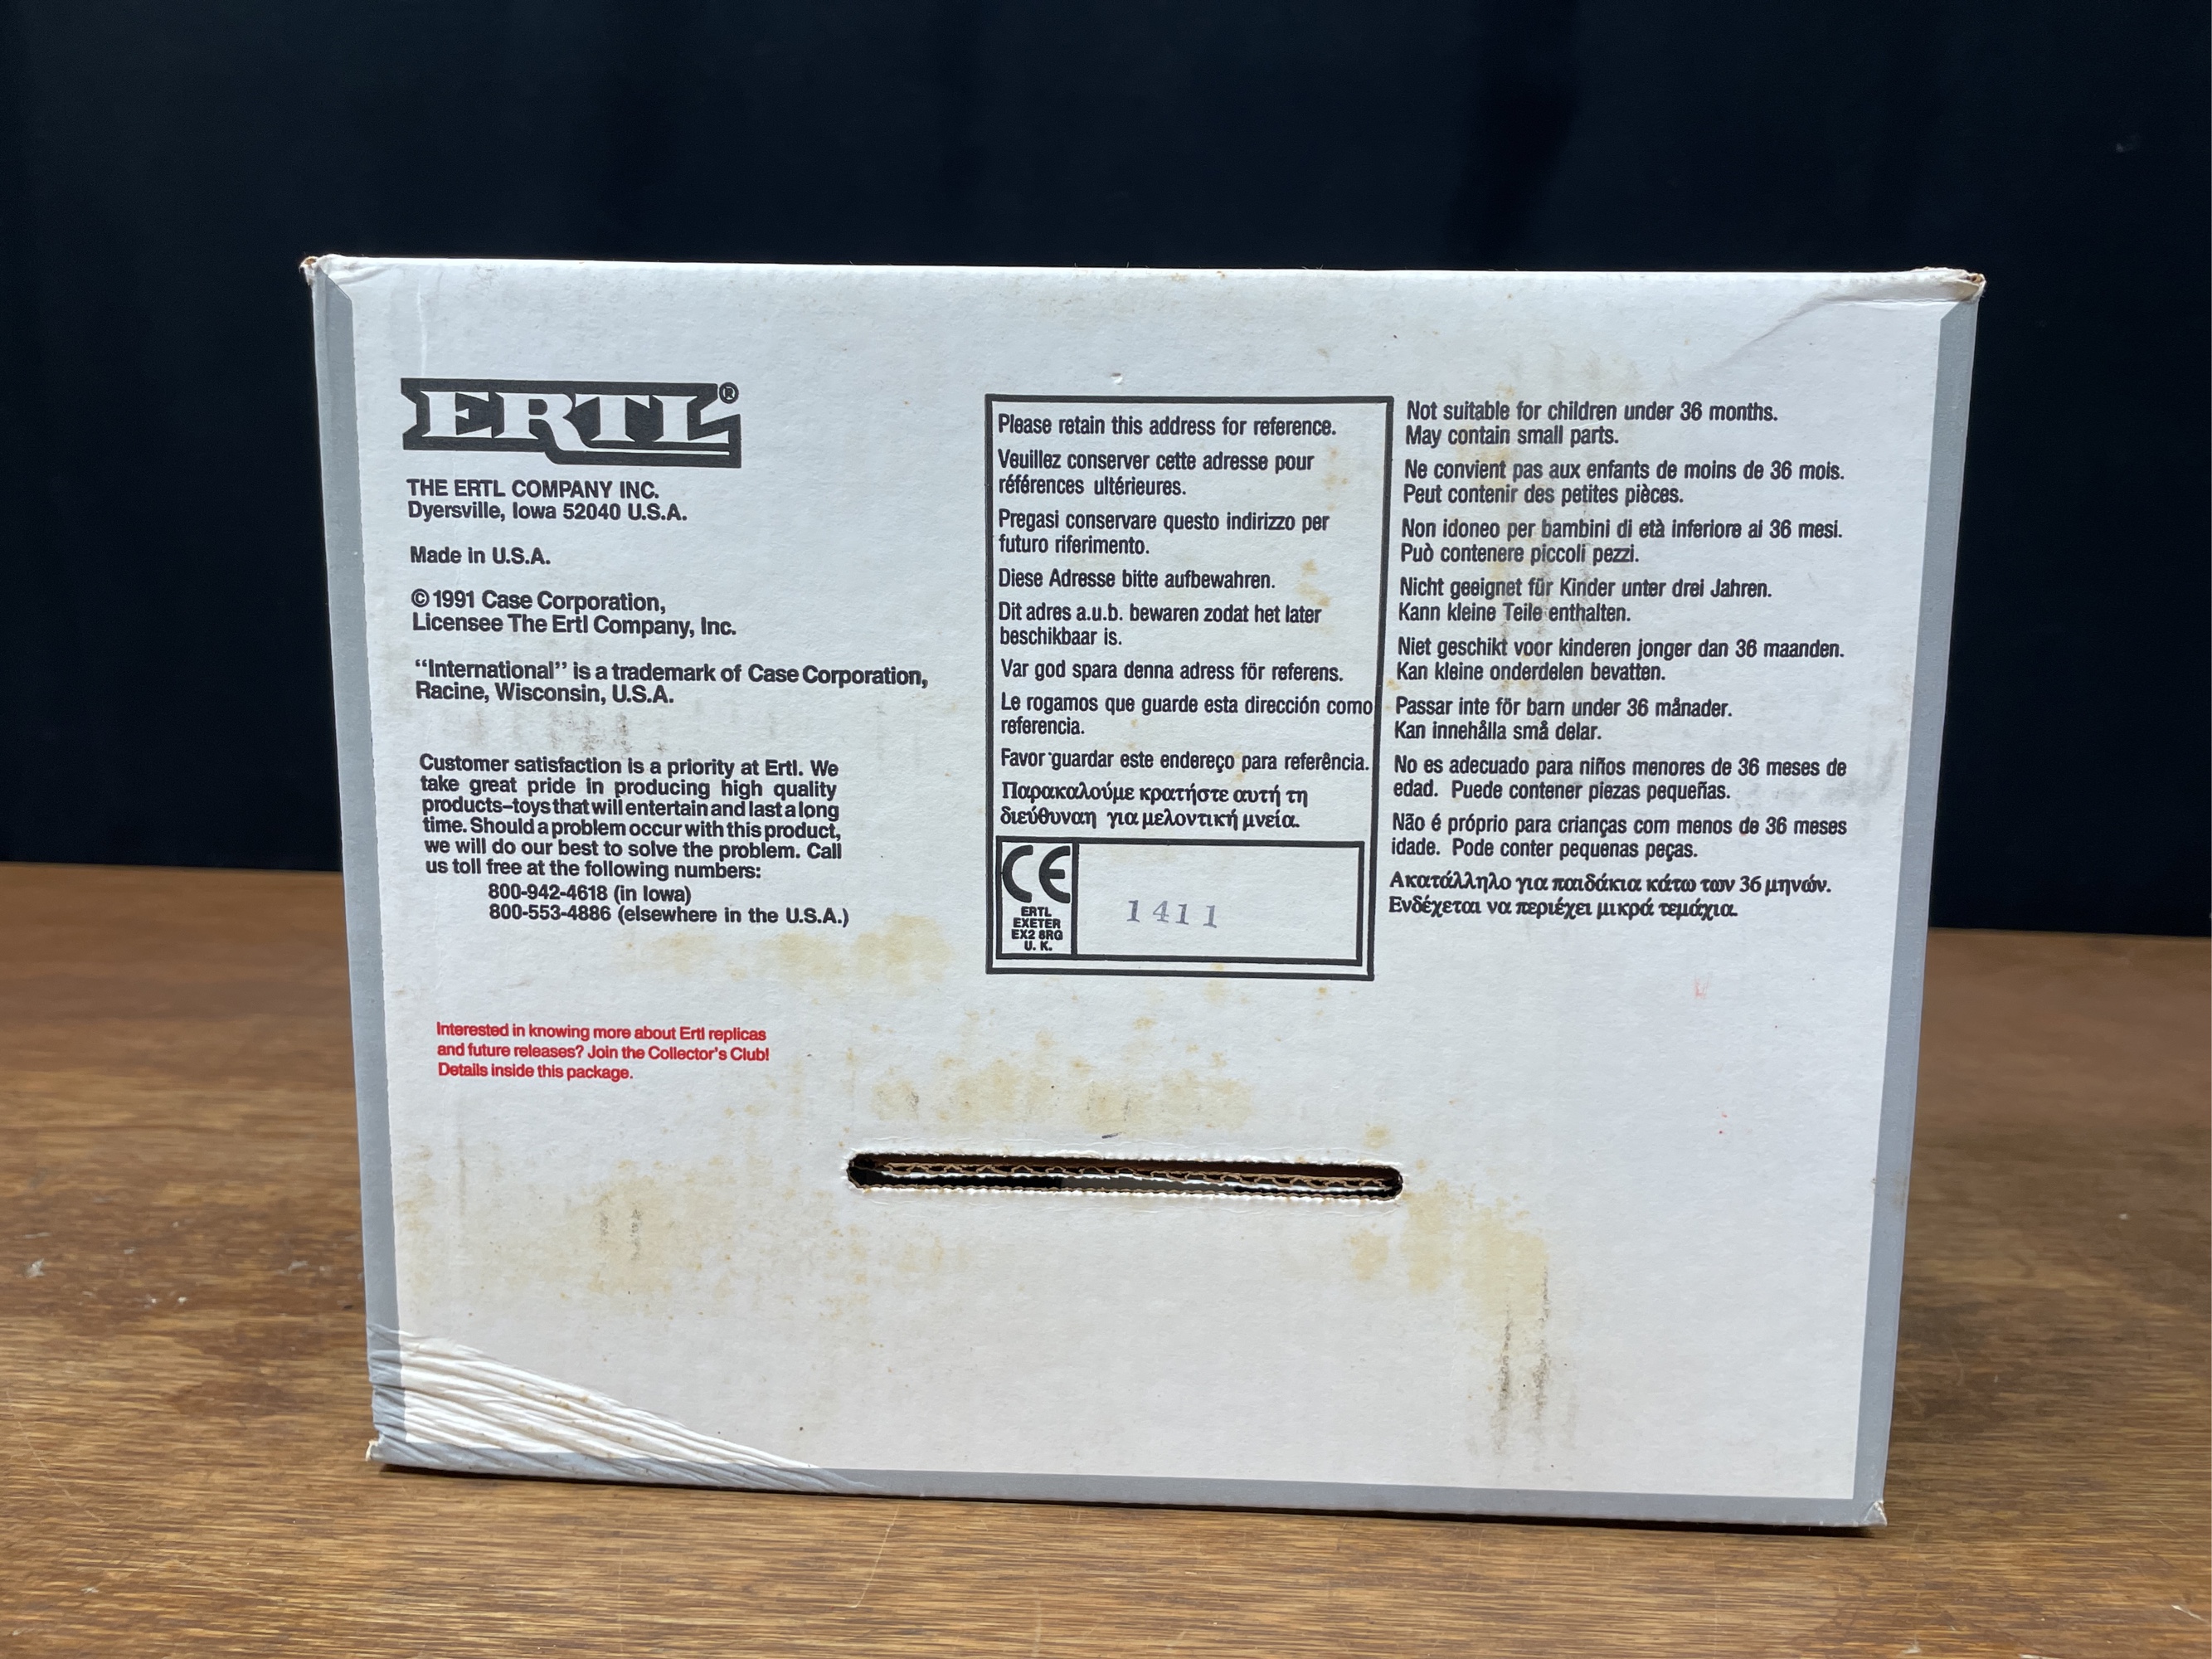 ERTL®
THE ERTL COMPANY INC.
Dyersville, Iowa 52040 U.S.A.
Made in U.S.A.
© 1991 Case Corporation,
Licensee The Ertl Company, Inc.
“International” is a trademark of Case Corporation,
Racine, Wisconsin, U.S.A.
Customer satisfaction is a priority at Ertl. We
take great pride in producing high quality
products–toys that will entertain and last a long
time. Should a problem occur with this product,
we will do our best to solve the problem. Call
us toll free at the following numbers:
800-942-4618 (in Iowa)
800-553-4886 (elsewhere in the U.S.A.)
Interested in knowing more about Ertl replicas
and future releases? Join the Collector's Club!
Details inside this package.
Please retain this address for reference.
Veuillez conserver cette adresse pour
références ultérieures.
Pregasi conservare questo indirizzo per
futuro riferimento.
Diese Adresse bitte aufbewahren.
Dit adres a.u.b. bewaren zodat het later
beschikbaar is.
Var god spara denna adress för referens.
Le rogamos que guarde esta dirección como
referencia.
Favor guardar este endereço para referência.
Παρακαλούμε κρατήστε αυτή τη
διεύθυναη για μελοντική μνεία.
CE
ERTL
EXETER
EX2 8RG
U. K.
1411
Not suitable for children under 36 months.
May contain small parts.
Ne convient pas aux enfants de moins de 36 mois.
Peut contenir des petites pièces.
Non idoneo per bambini di età inferiore ai 36 mesi.
Può contenere piccoli pezzi.
Nicht geeignet für Kinder unter drei Jahren.
Kann kleine Teile enthalten.
Niet geschikt voor kinderen jonger dan 36 maanden.
Kan kleine onderdelen bevatten.
Passar inte för barn under 36 månader.
Kan innehålla små delar.
No es adecuado para niños menores de 36 meses de
edad. Puede contener piezas pequeñas.
Não é próprio para crianças com menos de 36 meses
idade. Pode conter pequenas peças.
Ακατάλληλο για παιδάκια κάτω των 36 μηνών.
Ενδέχεται να περιέχει μικρά τεμάχια.